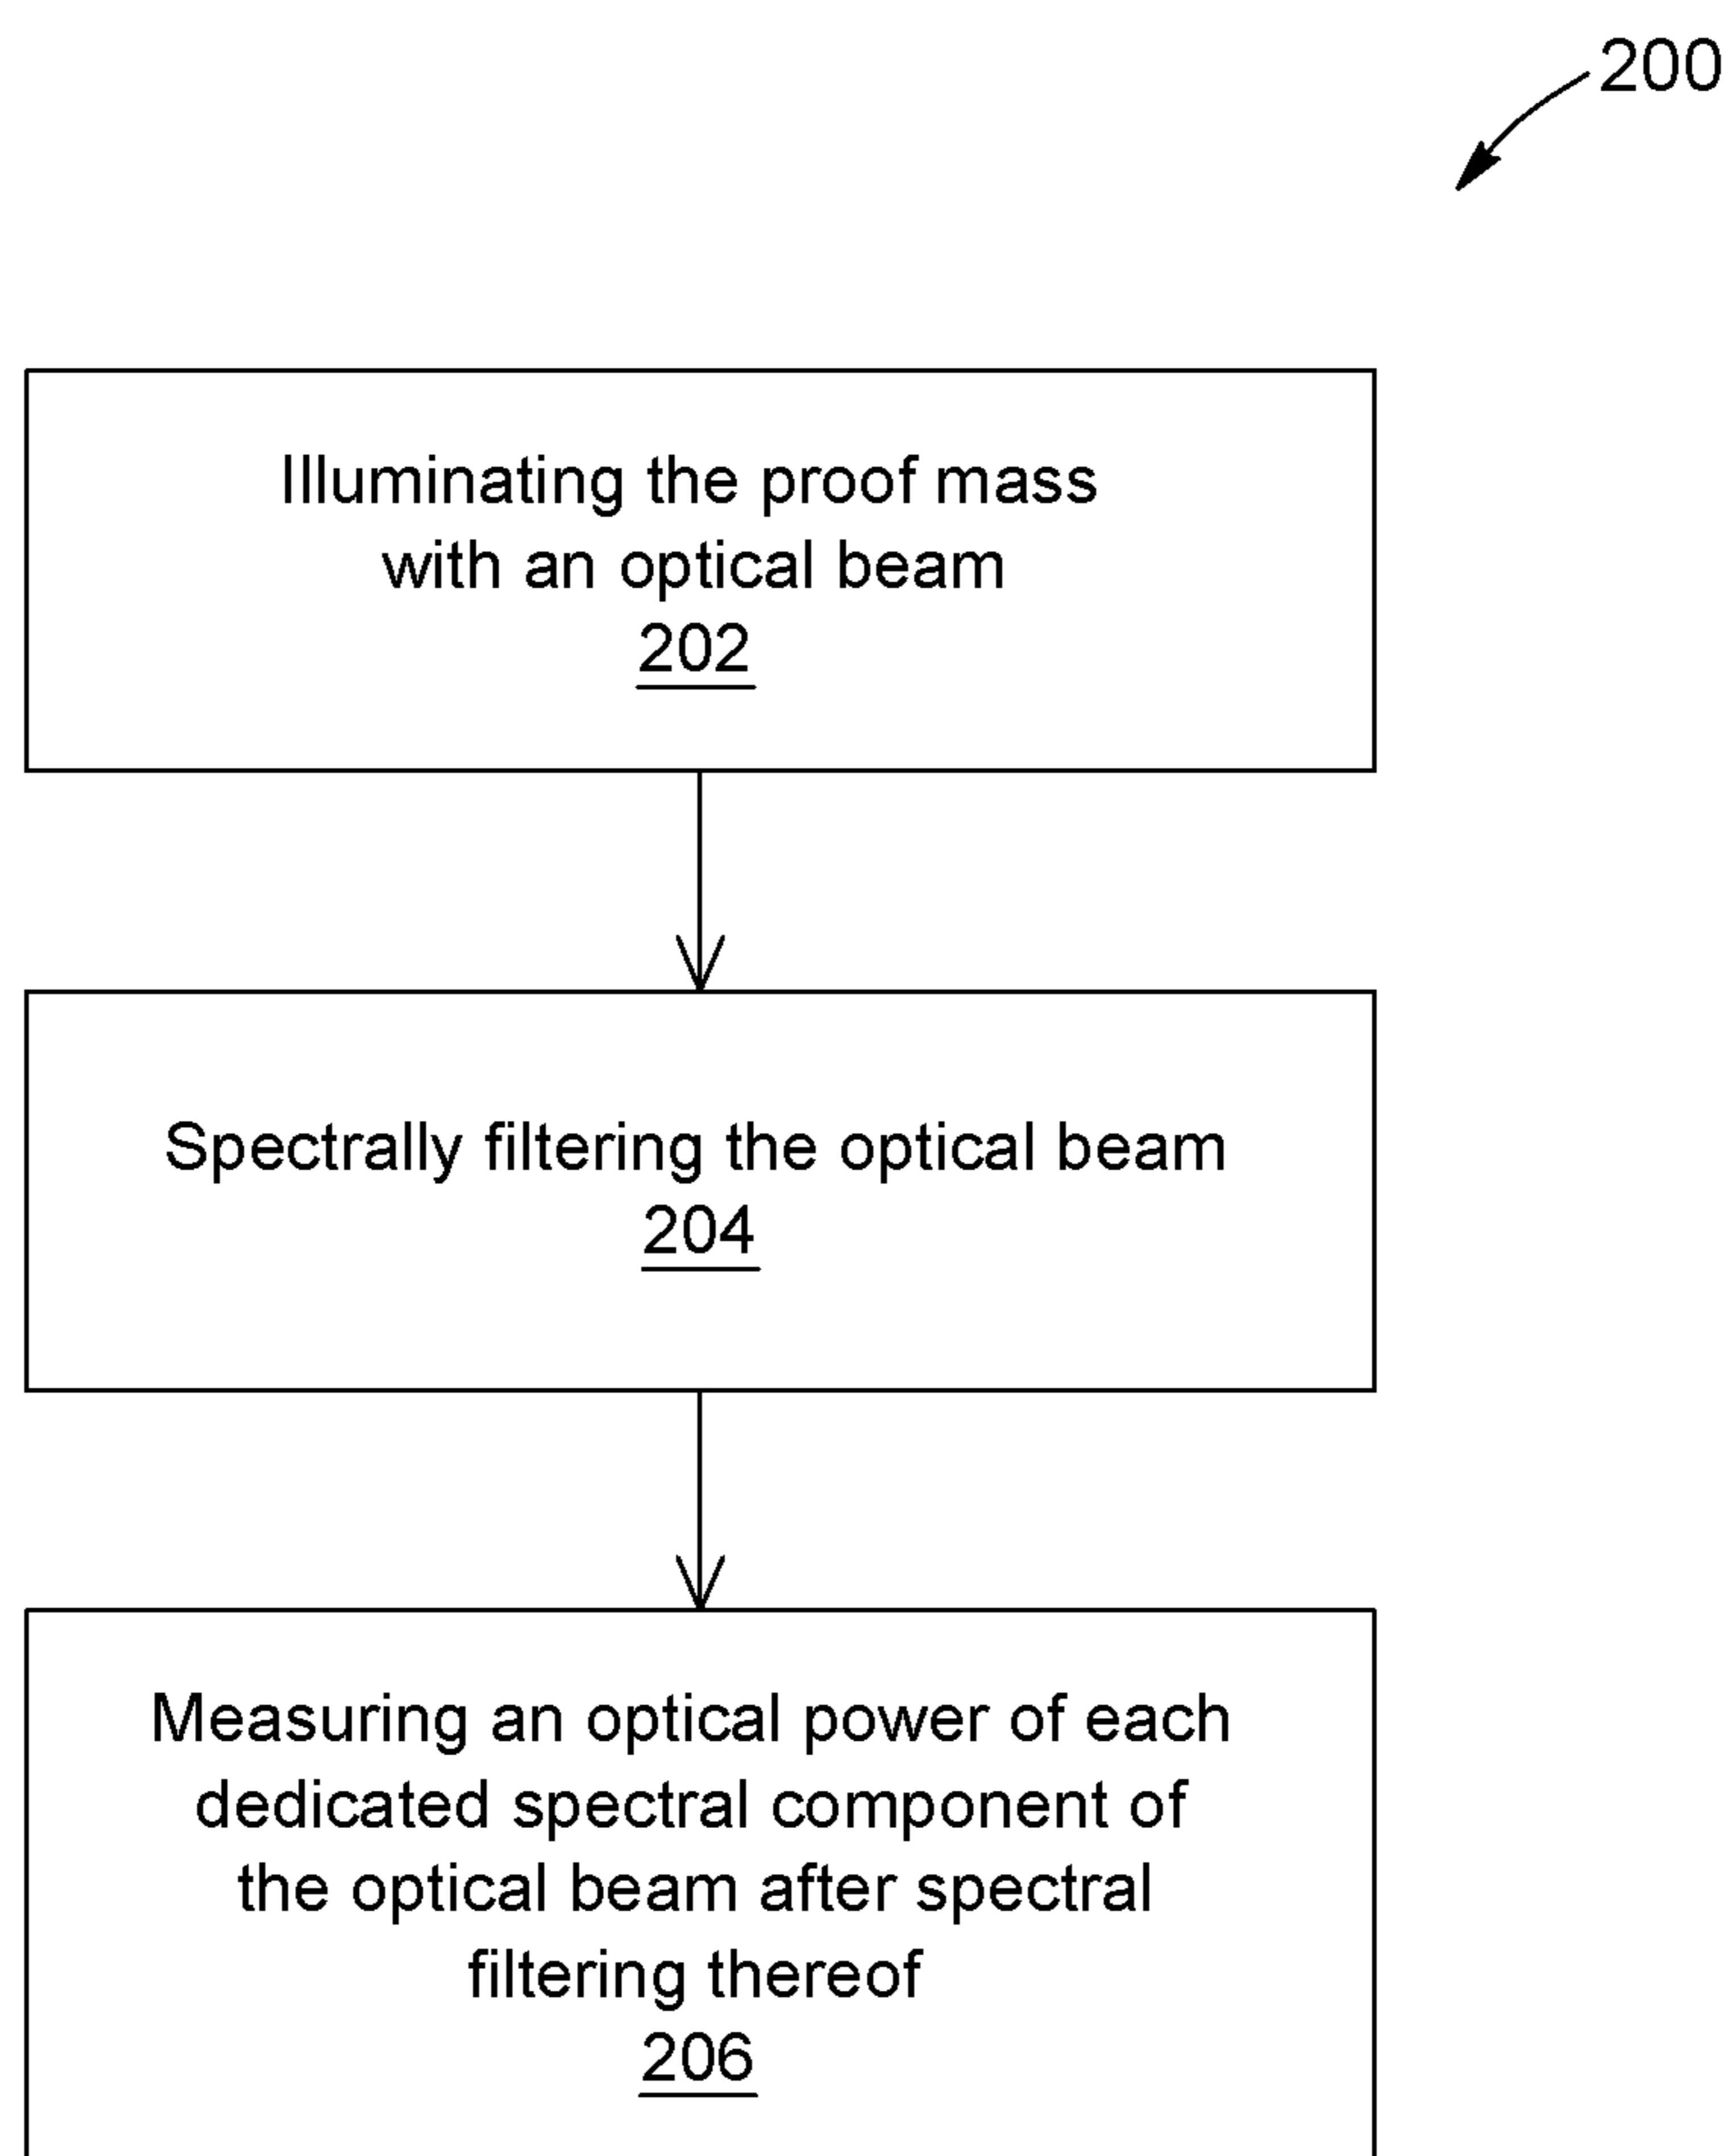 200
Illuminating the proof mass
with an optical beam
202
Spectrally filtering the optical beam
204
Measuring an optical power of each
dedicated spectral component of
the optical beam after spectral
filtering thereof
206